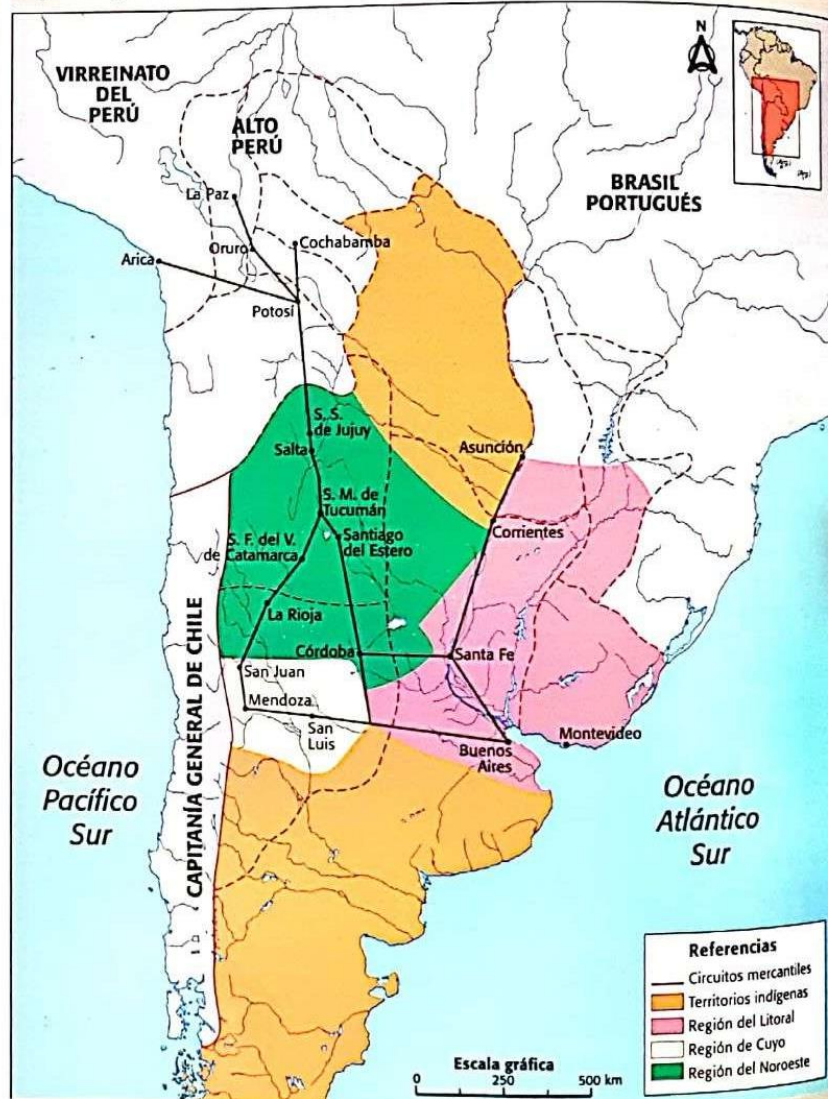 VIRREINATO
DEL
PERÚ
ALTO
PERÚ
N
BRASIL
PORTUGUÉS
La Paz
Oruro
Cochabamba
Arica
Potosí
S. S.
de Jujuy
Salta
Asunción
S. M. de
Tucumán
S. F. del V.
de Catamarca
Santiago
del Estero
Corrientes
La Rioja
Córdoba
Santa Fe
San Juan
Mendoza
San
Luis
Buenos
Aires
Montevideo
CAPITANÍA GENERAL DE CHILE
Océano
Pacífico
Sur
Océano
Atlántico
Sur
Referencias
Circuitos mercantiles
Territorios indígenas
Región del Litoral
Región de Cuyo
Región del Noroeste
Escala gráfica
0 250 500 km